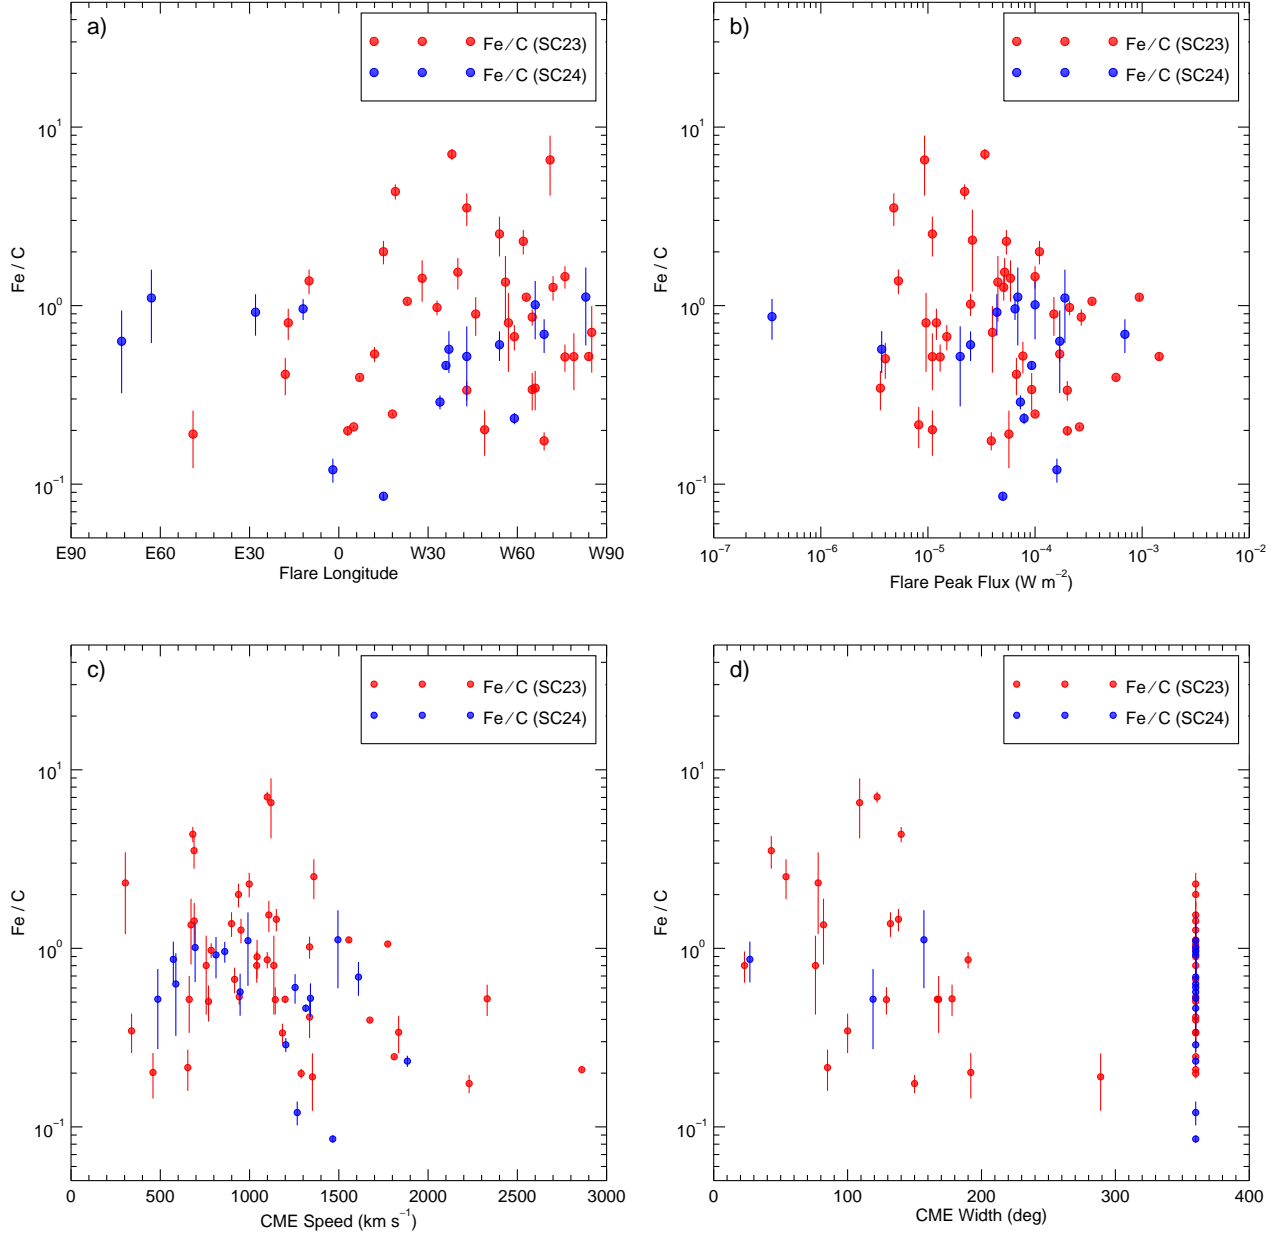 a)
Fe/C (SC23)
Fe/C (SC24)
10¹
10⁰
10⁻¹
Fe / C
E90 E60 E30 0 W30 W60 W90
Flare Longitude
b)
Fe/C (SC23)
Fe/C (SC24)
10¹
10⁰
10⁻¹
Fe / C
10⁻⁷ 10⁻⁶ 10⁻⁵ 10⁻⁴ 10⁻³ 10⁻²
Flare Peak Flux (W m⁻²)
c)
Fe/C (SC23)
Fe/C (SC24)
10¹
10⁰
10⁻¹
Fe / C
0 500 1000 1500 2000 2500 3000
CME Speed (km s⁻¹)
d)
Fe/C (SC23)
Fe/C (SC24)
10¹
10⁰
10⁻¹
Fe / C
0 100 200 300 400
CME Width (deg)